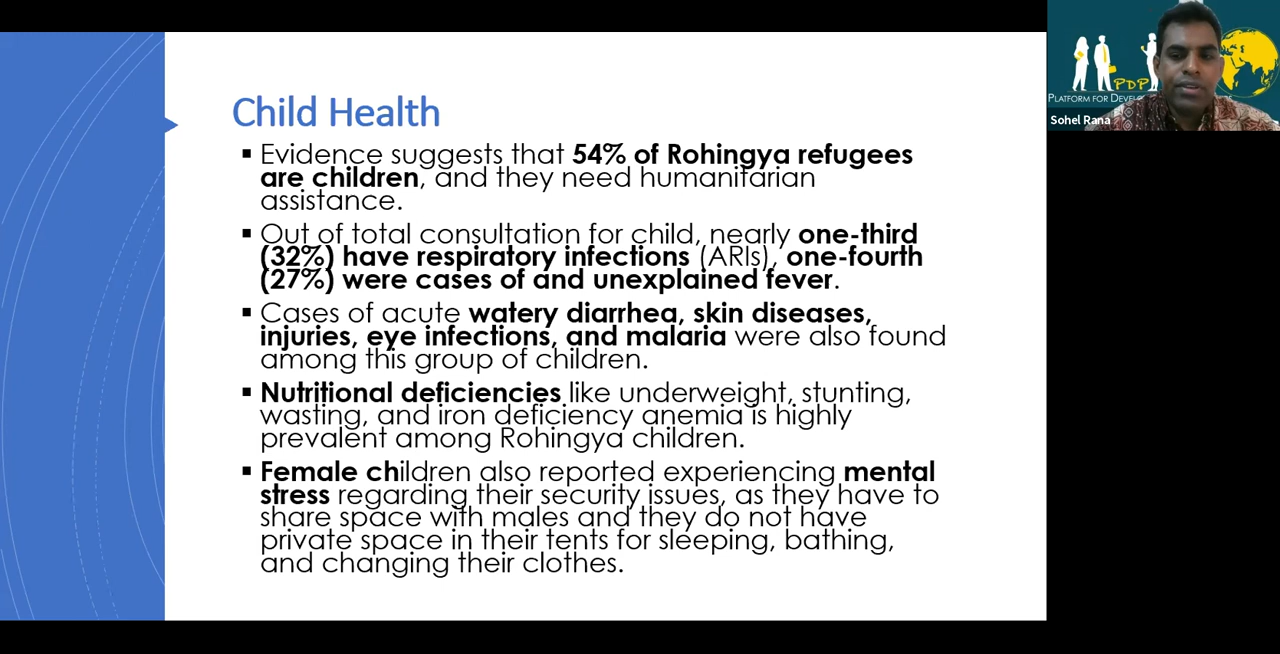 Child Health
▪ Evidence suggests that 54% of Rohingya refugees
are children, and they need humanitarian
assistance.
▪ Out of total consultation for child, nearly one-third
(32%) have respiratory infections (ARIs), one-fourth
(27%) were cases of and unexplained fever.
▪ Cases of acute watery diarrhea, skin diseases,
injuries, eye infections, and malaria were also found
among this group of children.
▪ Nutritional deficiencies like underweight, stunting,
wasting, and iron deficiency anemia is highly
prevalent among Rohingya children.
▪ Female children also reported experiencing mental
stress regarding their security issues, as they have to
share space with males and they do not have
private space in their tents for sleeping, bathing,
and changing their clothes.
PDP
PLATFORM FOR
Sohel Rana